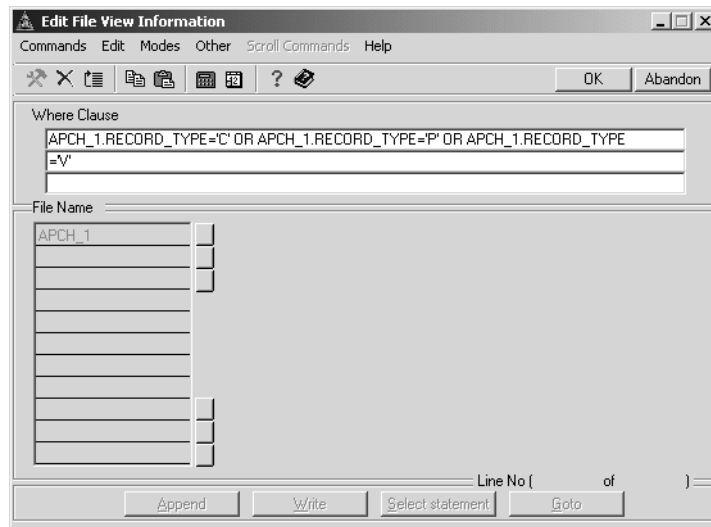 Edit File View Information
Commands Edit Modes Other Scroll Commands Help
? OK Abandon
Where Clause
APCH_1.RECORD_TYPE='C' OR APCH_1.RECORD_TYPE='P' OR APCH_1.RECORD_TYPE
='V'
File Name
APCH_1
Line No ( of )
Append Write Select statement Goto